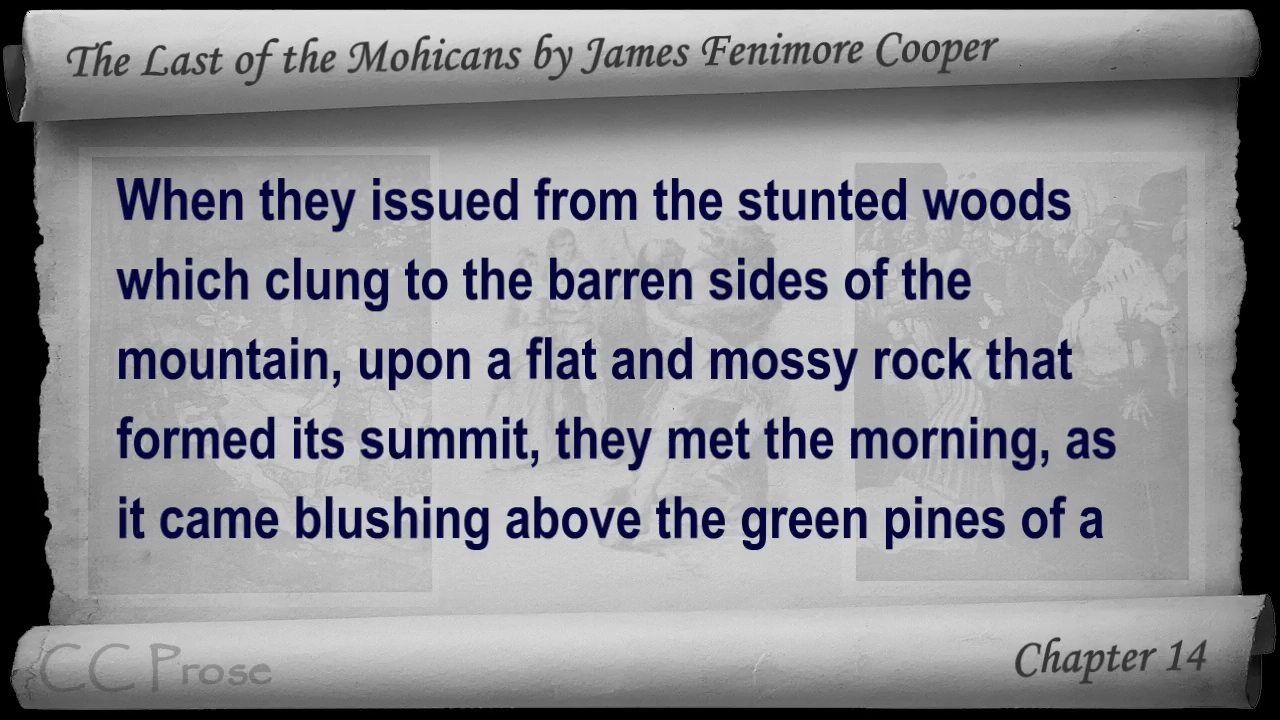 The Last of the Mohicans by James Fenimore Cooper
When they issued from the stunted woods
which clung to the barren sides of the
mountain, upon a flat and mossy rock that
formed its summit, they met the morning, as
it came blushing above the green pines of a
CC Prose
Chapter 14